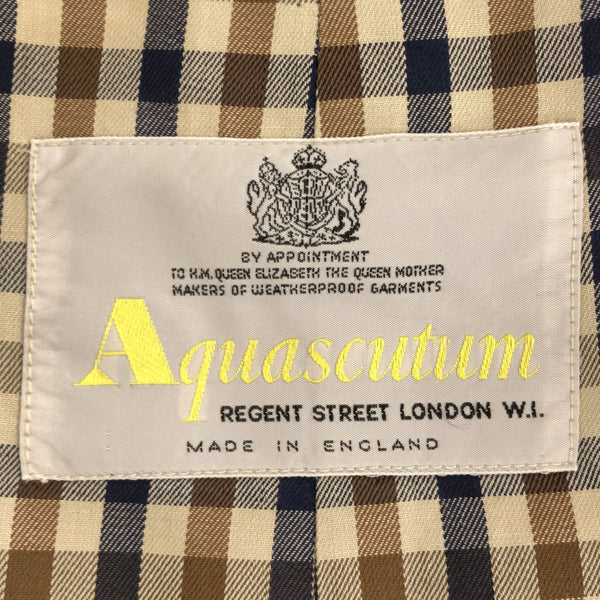 BY APPOINTMENT
TO H.M. QUEEN ELIZABETH THE QUEEN MOTHER
MAKERS OF WEATHERPROOF GARMENTS
Aquascutum
REGENT STREET LONDON W.I.
MADE IN ENGLAND